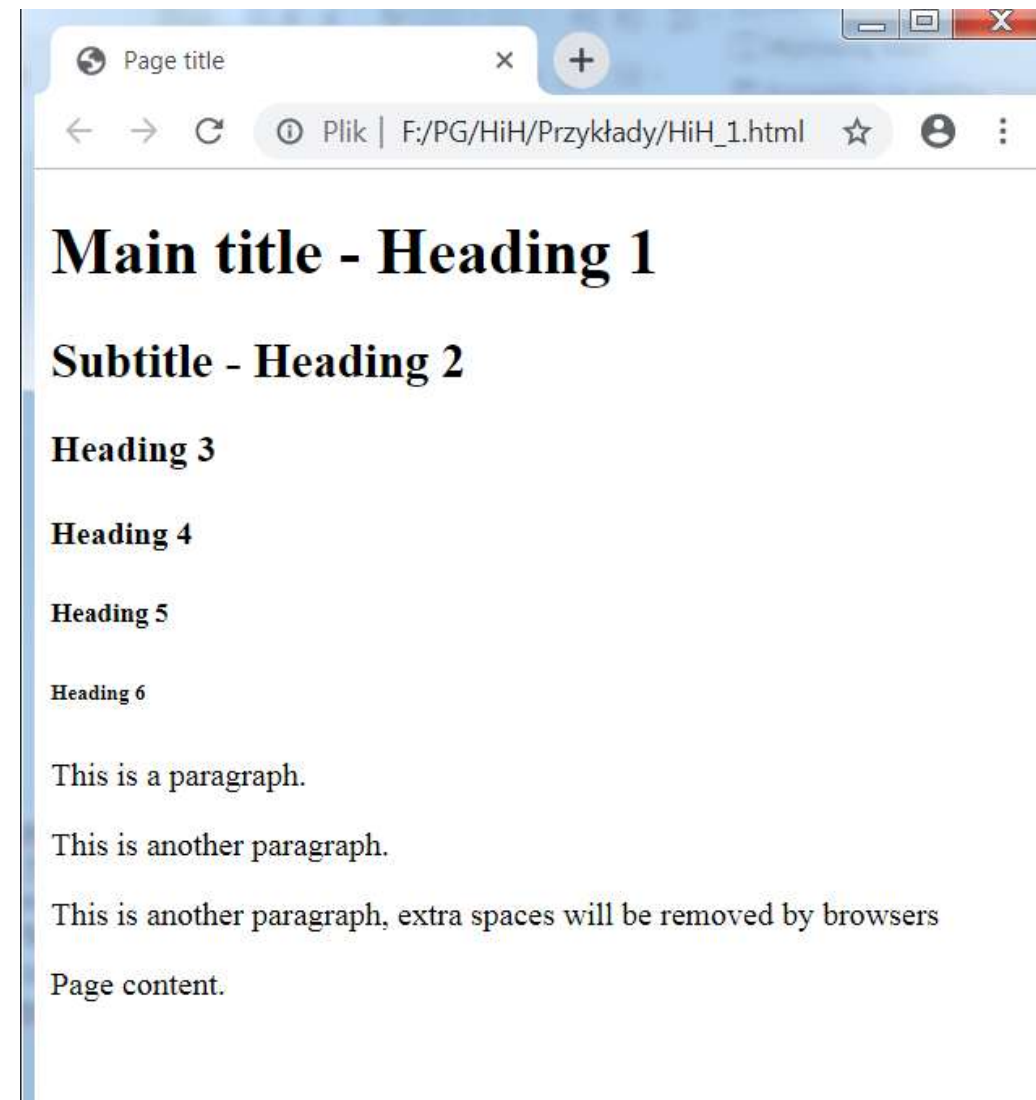 Page title
Plik | F:/PG/HiH/Przykłady/HiH_1.html
Main title - Heading 1
Subtitle - Heading 2
Heading 3
Heading 4
Heading 5
Heading 6
This is a paragraph.
This is another paragraph.
This is another paragraph, extra spaces will be removed by browsers
Page content.